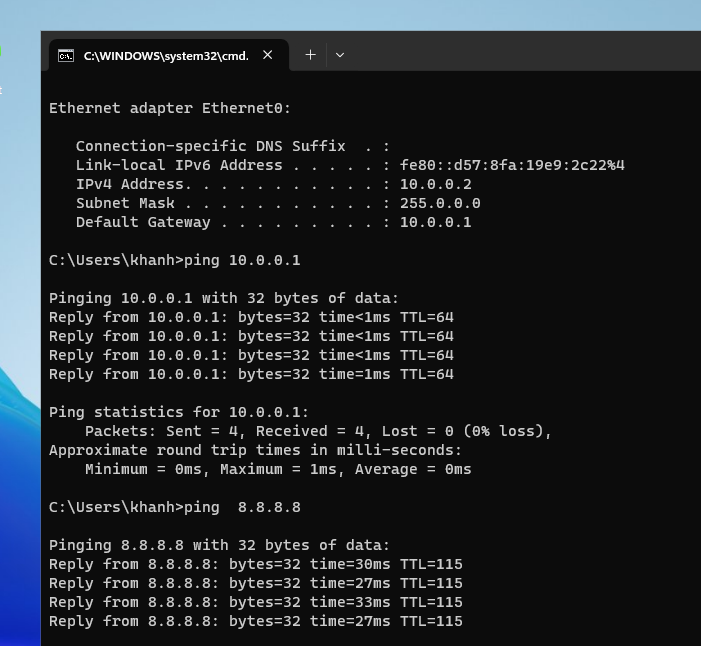 C:\WINDOWS\system32\cmd.
Ethernet adapter Ethernet0:
Connection-specific DNS Suffix  . :
Link-local IPv6 Address . . . . . : fe80::d57:8fa:19e9:2c22%4
IPv4 Address. . . . . . . . . . . : 10.0.0.2
Subnet Mask . . . . . . . . . . . : 255.0.0.0
Default Gateway . . . . . . . . . : 10.0.0.1
C:\Users\khanh>ping 10.0.0.1
Pinging 10.0.0.1 with 32 bytes of data:
Reply from 10.0.0.1: bytes=32 time<1ms TTL=64
Reply from 10.0.0.1: bytes=32 time<1ms TTL=64
Reply from 10.0.0.1: bytes=32 time<1ms TTL=64
Reply from 10.0.0.1: bytes=32 time=1ms TTL=64
Ping statistics for 10.0.0.1:
Packets: Sent = 4, Received = 4, Lost = 0 (0% loss),
Approximate round trip times in milli-seconds:
Minimum = 0ms, Maximum = 1ms, Average = 0ms
C:\Users\khanh>ping  8.8.8.8
Pinging 8.8.8.8 with 32 bytes of data:
Reply from 8.8.8.8: bytes=32 time=30ms TTL=115
Reply from 8.8.8.8: bytes=32 time=27ms TTL=115
Reply from 8.8.8.8: bytes=32 time=33ms TTL=115
Reply from 8.8.8.8: bytes=32 time=27ms TTL=115